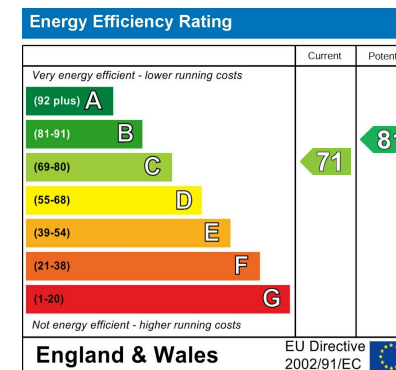 Energy Efficiency Rating
Current Potent
Very energy efficient - lower running costs
(92 plus) A
(81-91) B
(69-80) C
(55-68) D
(39-54) E
(21-38) F
(1-20) G
71
81
Not energy efficient - higher running costs
England & Wales
EU Directive
2002/91/EC